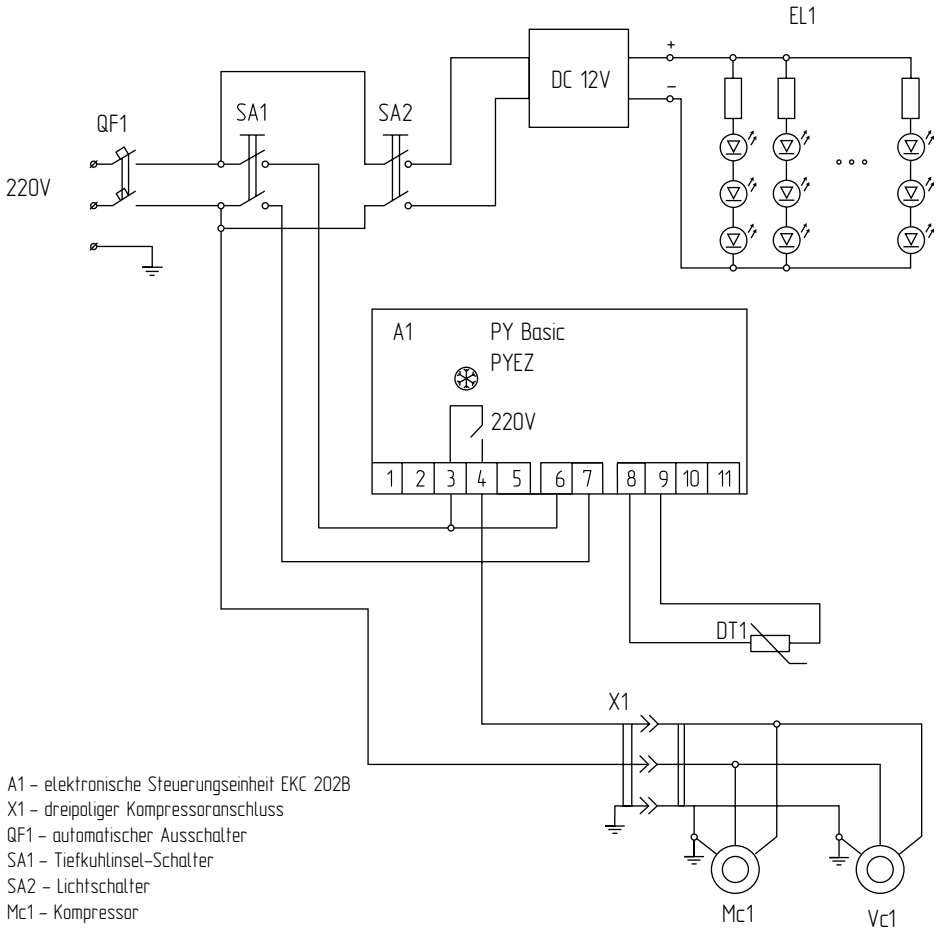 EL1
DC 12V
+
−
QF1
SA1
SA2
220V
A1
PY Basic
PYEZ
220V
1 2 3 4 5 6 7 8 9 10 11
DT1
X1
A1 – elektronische Steuerungseinheit EKC 202B
X1 – dreipoliger Kompressoranschluss
QF1 – automatischer Ausschalter
SA1 – Tiefkuhlinsel-Schalter
SA2 – Lichtschalter
Mc1 – Kompressor
Mc1
Vc1